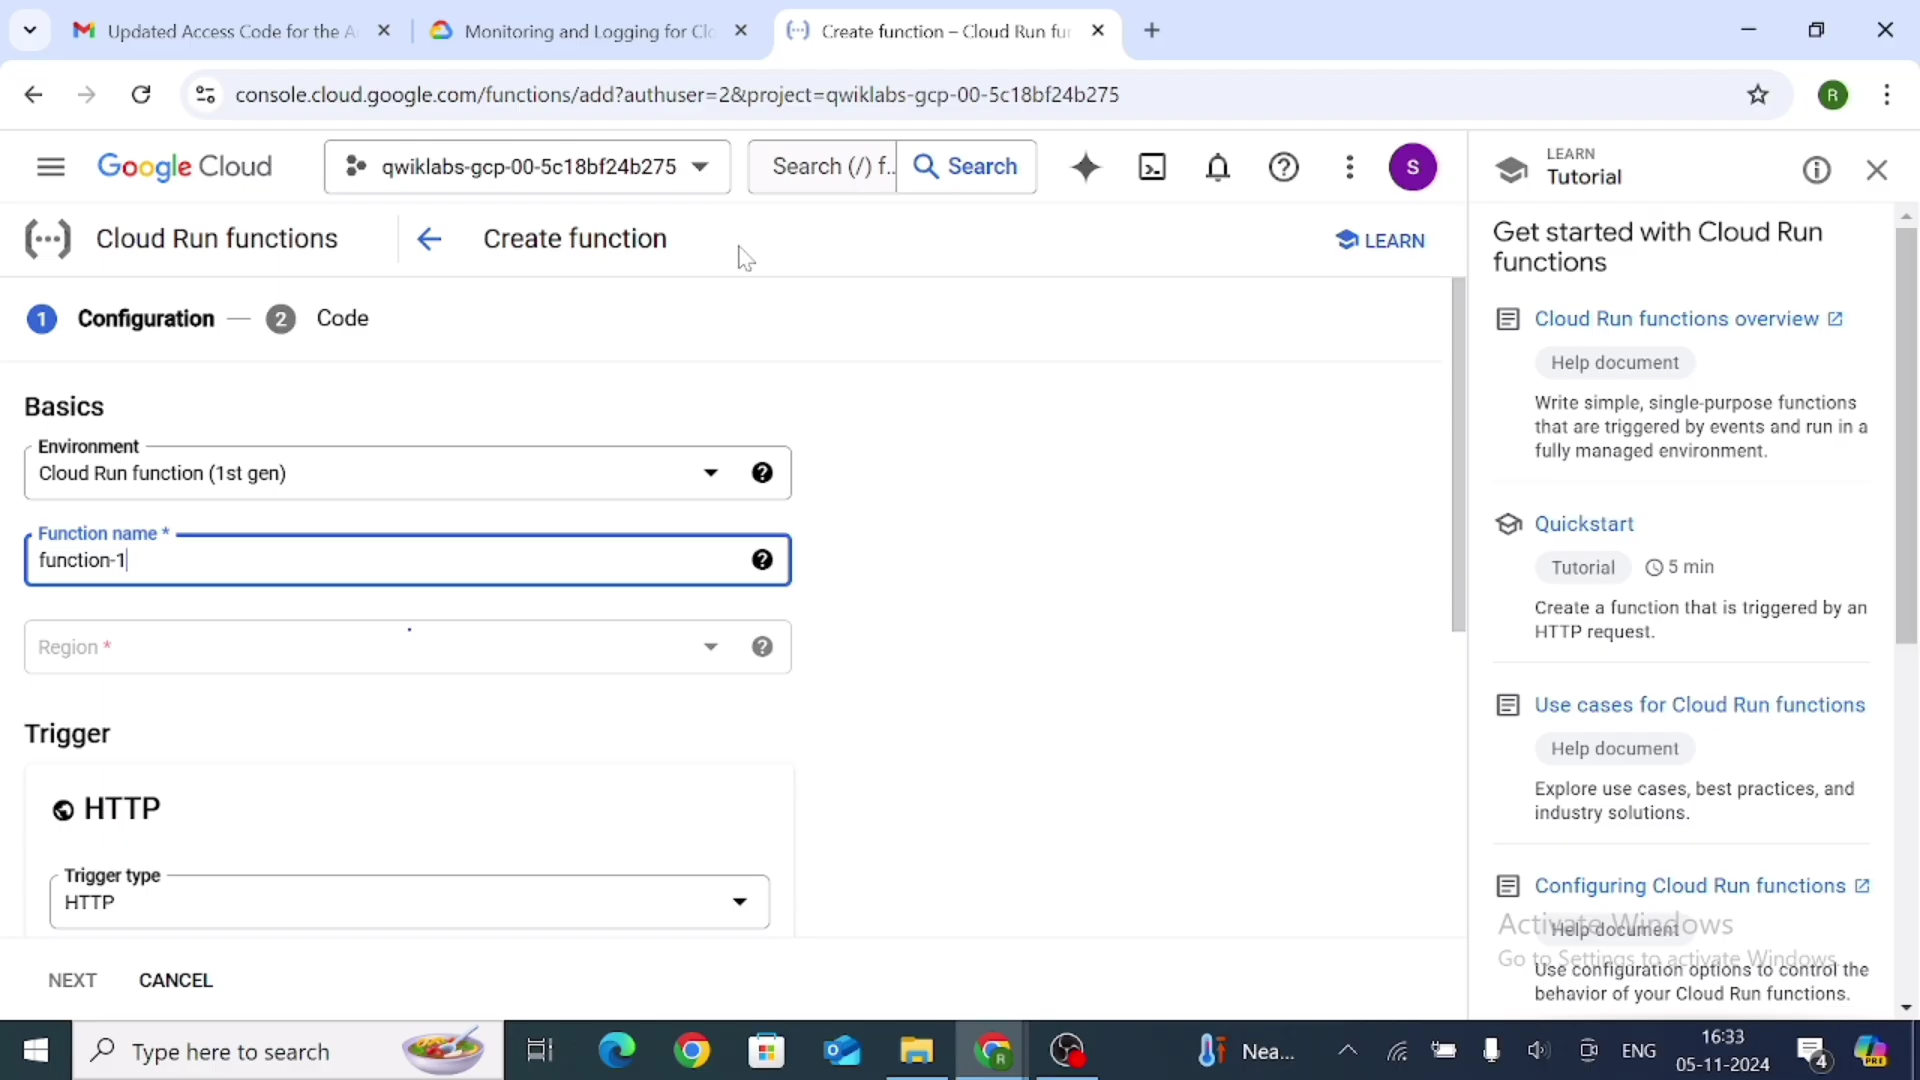 Updated Access Code for the A
Monitoring and Logging for Clo
Create function – Cloud Run fur
console.cloud.google.com/functions/add?authuser=2&project=qwiklabs-gcp-00-5c18bf24b275
R
Google Cloud
qwiklabs-gcp-00-5c18bf24b275
Search (/) f...
Search
S
LEARN
Tutorial
Cloud Run functions
Create function
LEARN
Get started with Cloud Run
functions
1 Configuration — 2 Code
Cloud Run functions overview
Help document
Write simple, single-purpose functions
that are triggered by events and run in a
fully managed environment.
Basics
Environment
Cloud Run function (1st gen)
Function name *
function-1
Region *
Quickstart
Tutorial
5 min
Create a function that is triggered by an
HTTP request.
Use cases for Cloud Run functions
Help document
Explore use cases, best practices, and
industry solutions.
Trigger
HTTP
Trigger type
HTTP
Configuring Cloud Run functions
Help document
Activate Windows
Go to Settings to activate Windows.
Use configuration options to control the
behavior of your Cloud Run functions.
NEXT
CANCEL
Type here to search
R
Nea...
ENG
16:33
05-11-2024
4
PRE